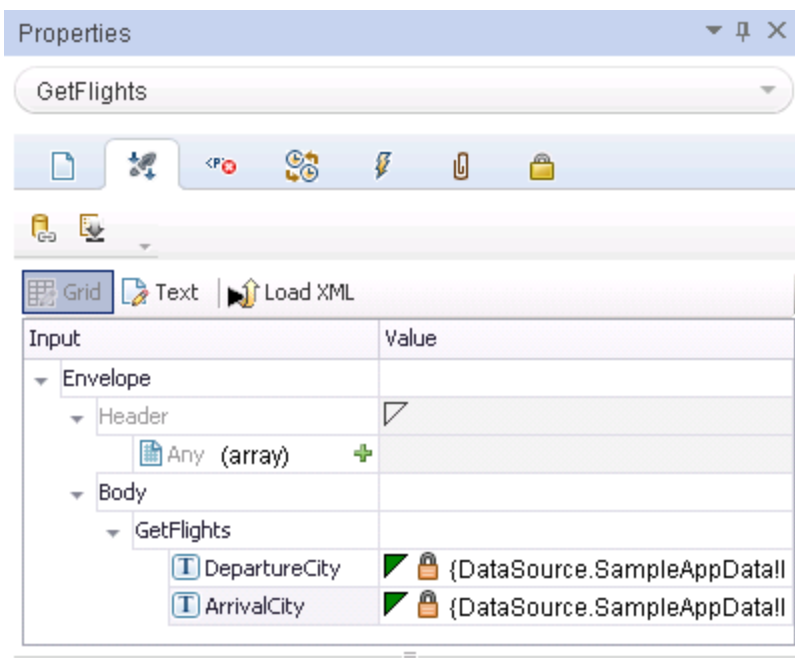 Properties
GetFlights
<P>
Grid Text Load XML
Input Value
Envelope
Header
Any (array)
Body
GetFlights
T DepartureCity {DataSource.SampleAppData!I
T ArrivalCity {DataSource.SampleAppData!I